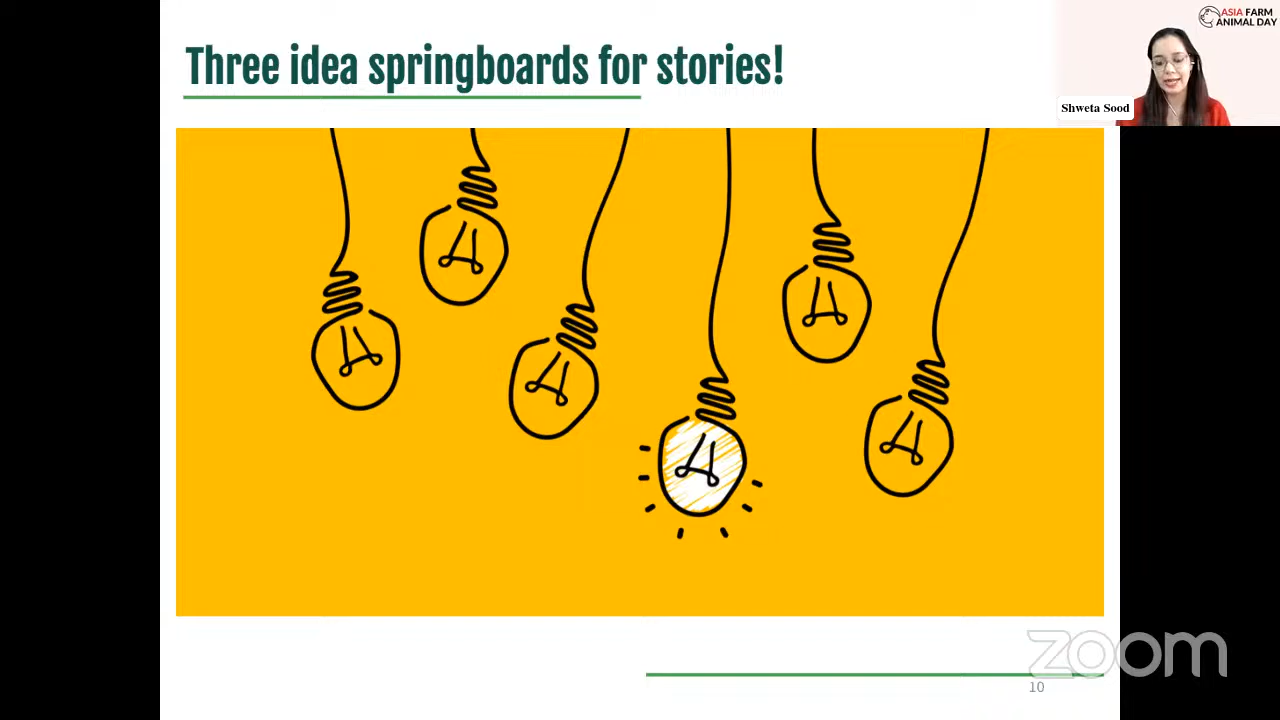 Three idea springboards for stories!
ASIA FARM
ANIMAL DAY
Shweta Sood
zoom
10